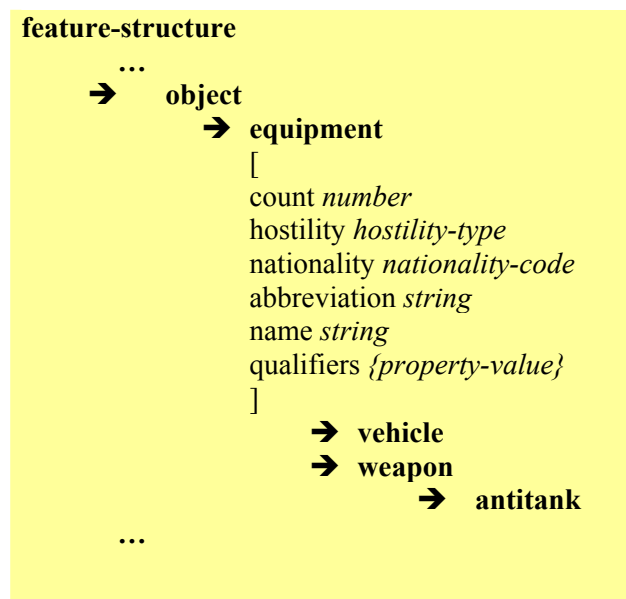 feature-structure
…
➔ object
➔ equipment
[
count number
hostility hostility-type
nationality nationality-code
abbreviation string
name string
qualifiers {property-value}
]
➔ vehicle
➔ weapon
➔ antitank
…